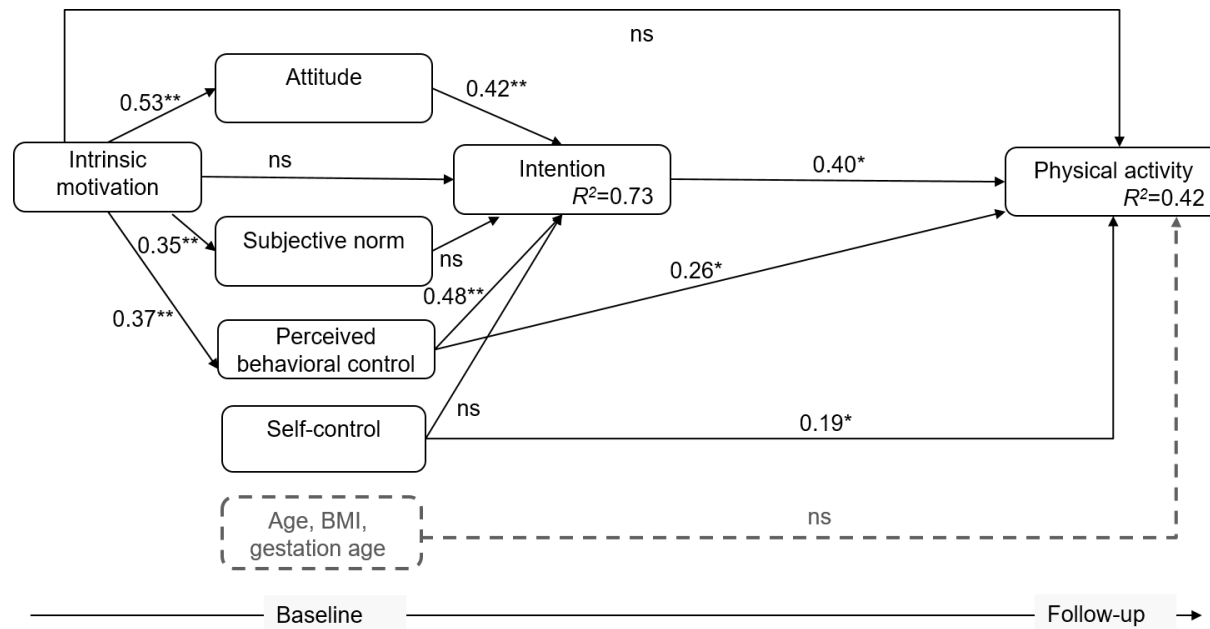 ns
Attitude
0.53**
0.42**
Intrinsic
motivation
ns
Intention
R²=0.73
0.40*
Physical activity
R²=0.42
0.35**
Subjective norm
ns
0.26*
0.48**
0.37**
Perceived
behavioral control
ns
Self-control
0.19*
Age, BMI,
gestation age
ns
Baseline
Follow-up